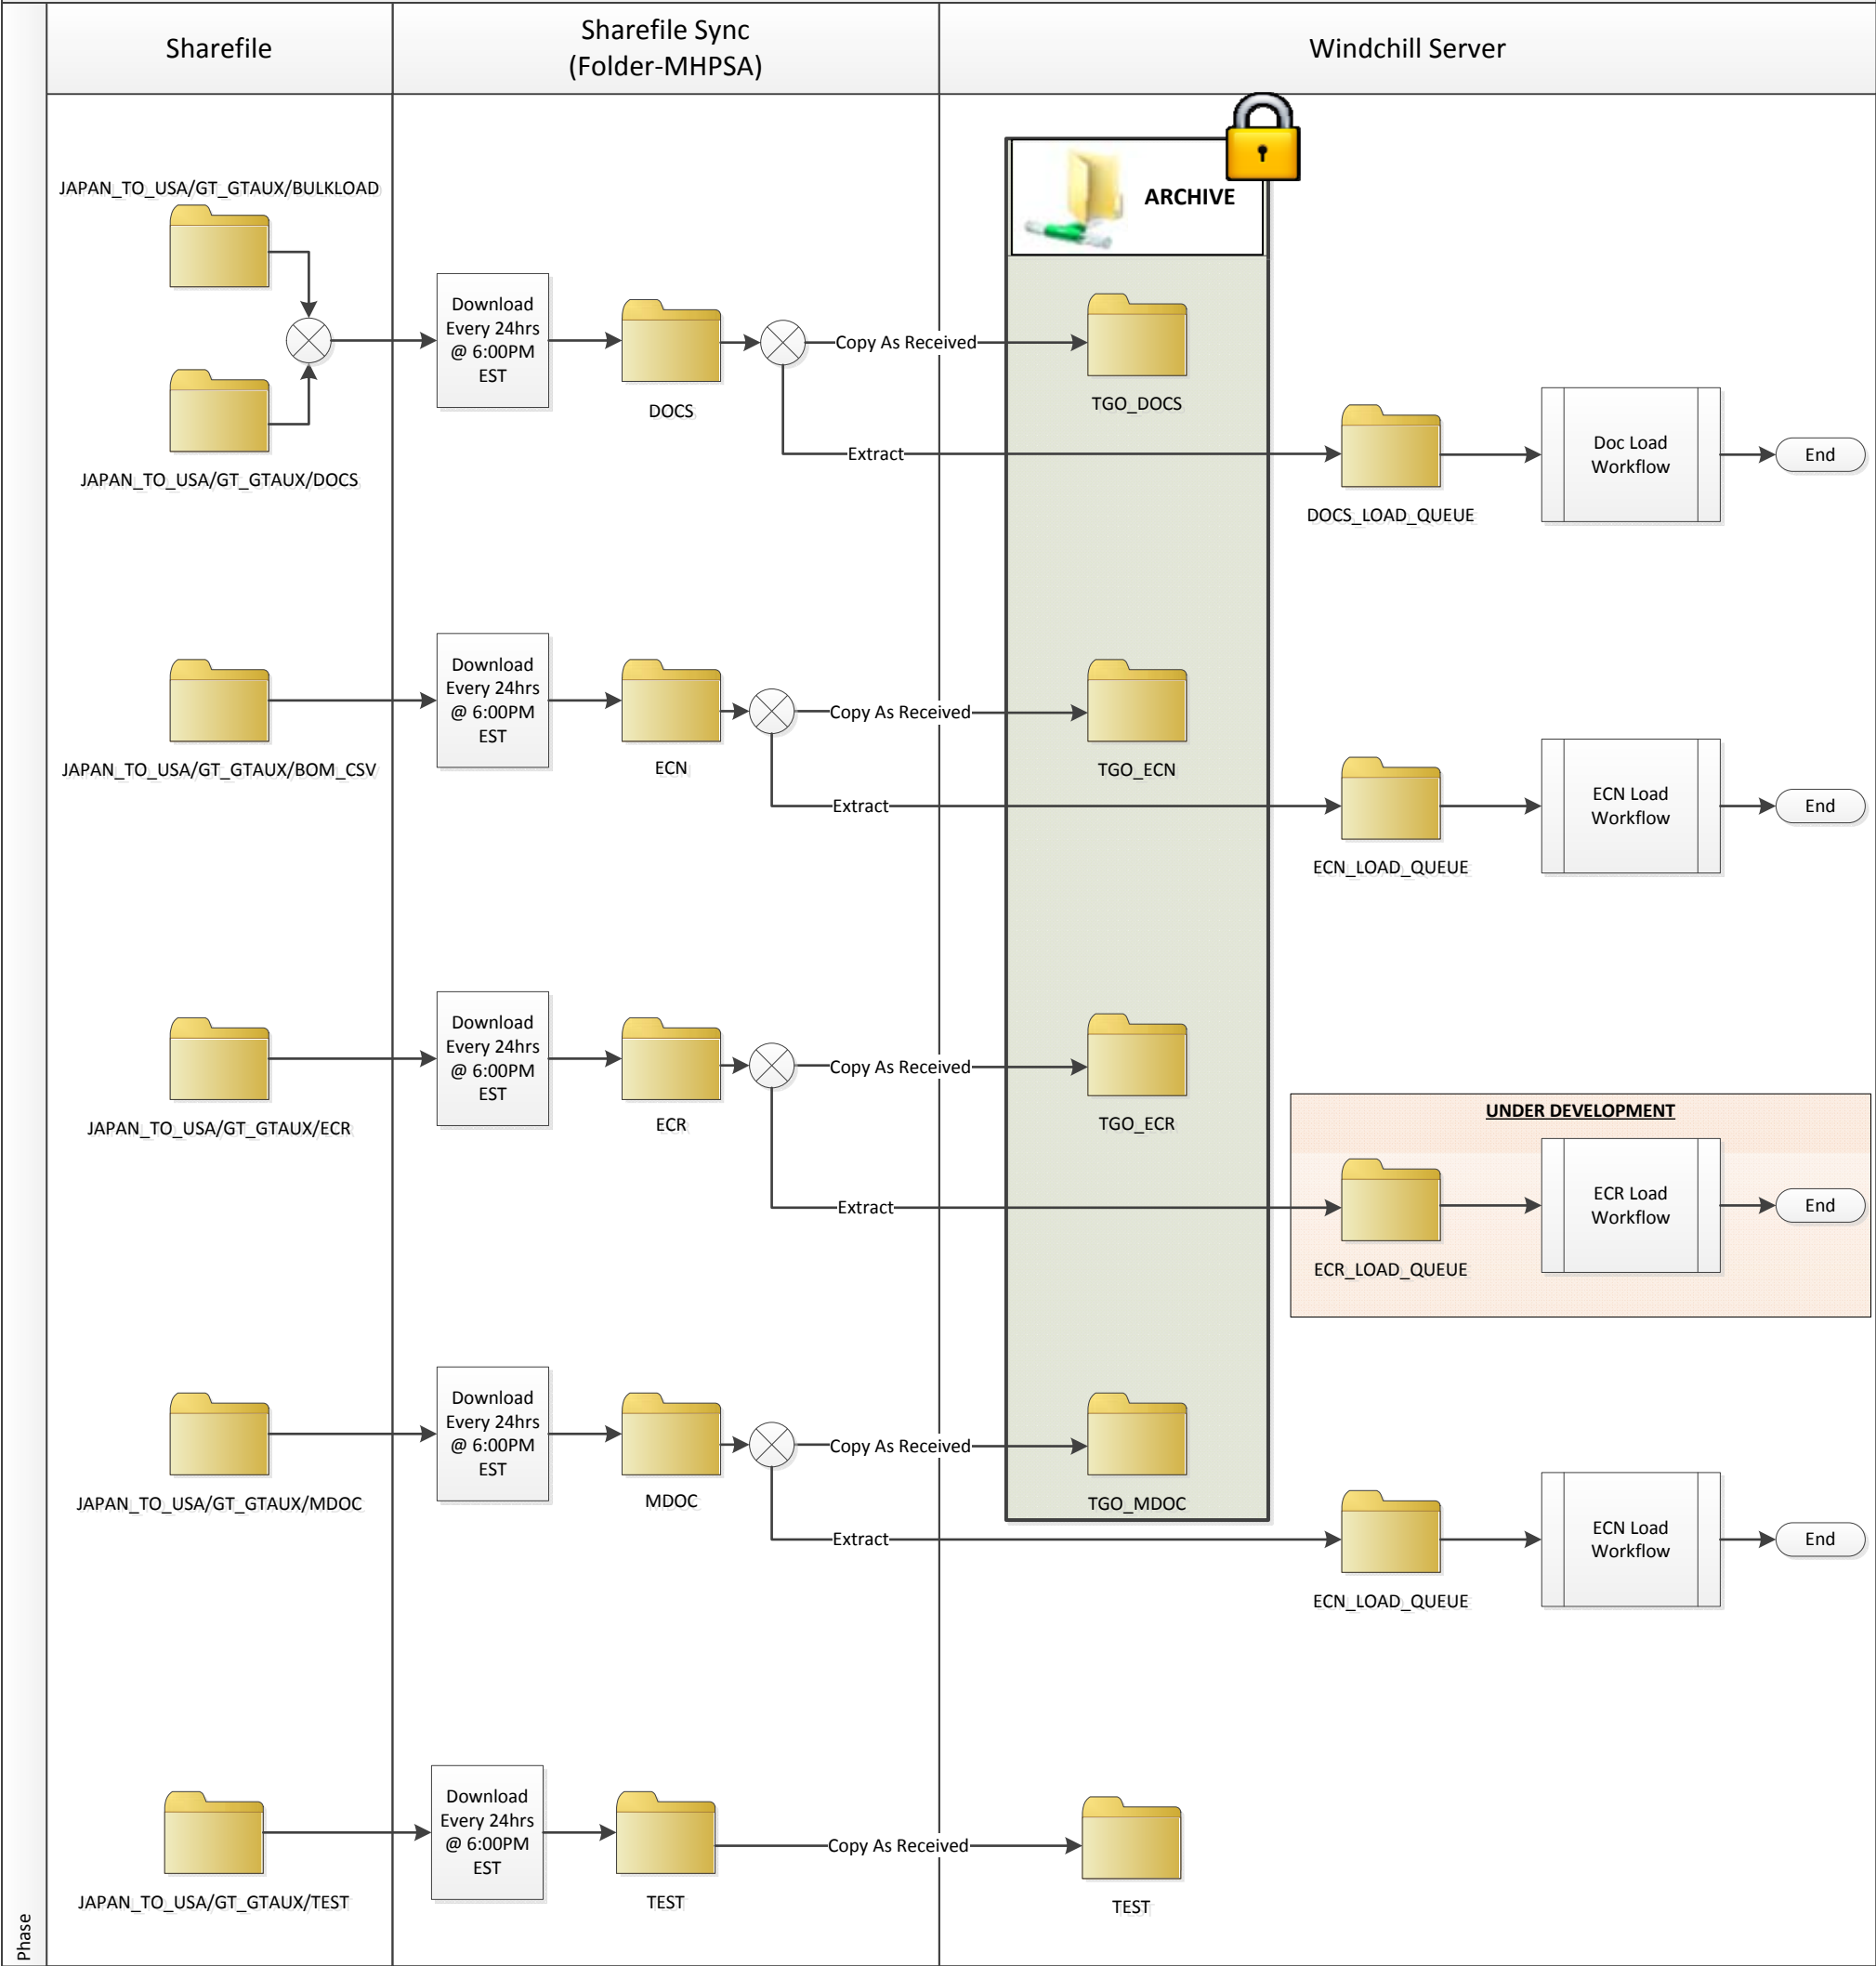 Sharefile
Sharefile Sync
(Folder-MHPSA)
Windchill Server
ARCHIVE
JAPAN_TO_USA/GT_GTAUX/BULKLOAD
JAPAN_TO_USA/GT_GTAUX/DOCS
Download
Every 24hrs
@ 6:00PM
EST
DOCS
Copy As Received
TGO_DOCS
Extract
DOCS_LOAD_QUEUE
Doc Load
Workflow
End
JAPAN_TO_USA/GT_GTAUX/BOM_CSV
Download
Every 24hrs
@ 6:00PM
EST
ECN
Copy As Received
TGO_ECN
Extract
ECN_LOAD_QUEUE
ECN Load
Workflow
End
JAPAN_TO_USA/GT_GTAUX/ECR
Download
Every 24hrs
@ 6:00PM
EST
ECR
Copy As Received
TGO_ECR
Extract
UNDER DEVELOPMENT
ECR_LOAD_QUEUE
ECR Load
Workflow
End
JAPAN_TO_USA/GT_GTAUX/MDOC
Download
Every 24hrs
@ 6:00PM
EST
MDOC
Copy As Received
TGO_MDOC
Extract
ECN_LOAD_QUEUE
ECN Load
Workflow
End
JAPAN_TO_USA/GT_GTAUX/TEST
Download
Every 24hrs
@ 6:00PM
EST
TEST
Copy As Received
TEST
Phase